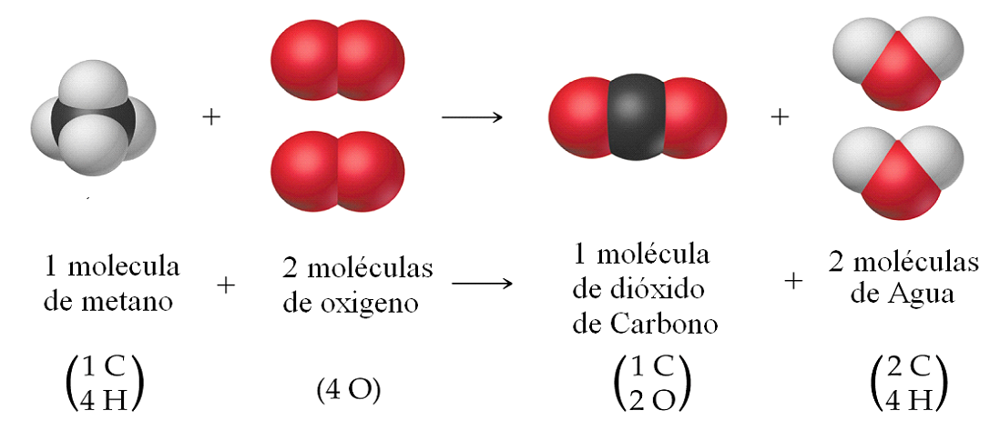 + → +
1 molecula
de metano
+
2 moléculas
de oxigeno
→
1 molécula
de dióxido
de Carbono
+
2 moléculas
de Agua
(1 C
4 H)
(4 O)
(1 C
2 O)
(2 C
4 H)